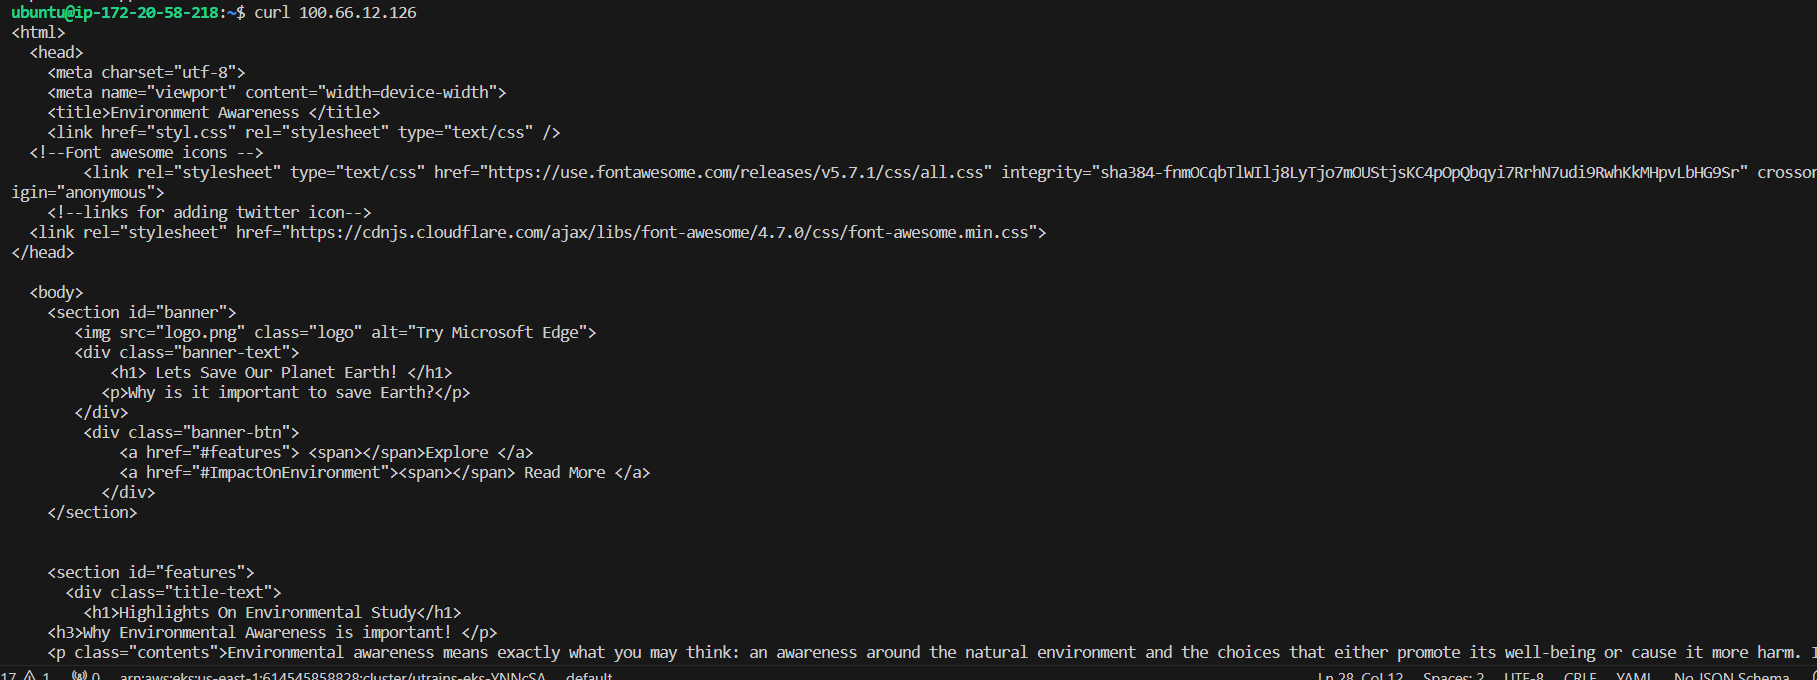 ubuntu@ip-172-20-58-218:~$ curl 100.66.12.126
<html>
  <head>
    <meta charset="utf-8">
    <meta name="viewport" content="width=device-width">
    <title>Environment Awareness </title>
    <link href="styl.css" rel="stylesheet" type="text/css" />
  <!--Font awesome icons -->
        <link rel="stylesheet" type="text/css" href="https://use.fontawesome.com/releases/v5.7.1/css/all.css" integrity="sha384-fnmOCqbTlWIlj8LyTjo7mOUStjsKC4pOpQbqyi7RrhN7udi9RwhKkMHpvLbHG9Sr" crossor
igin="anonymous">
    <!--links for adding twitter icon-->
  <link rel="stylesheet" href="https://cdnjs.cloudflare.com/ajax/libs/font-awesome/4.7.0/css/font-awesome.min.css">
</head>
  <body>
    <section id="banner">
       <img src="logo.png" class="logo" alt="Try Microsoft Edge">
       <div class="banner-text">
           <h1> Lets Save Our Planet Earth! </h1>
          <p>Why is it important to save Earth?</p>
       </div>
        <div class="banner-btn">
            <a href="#features"> <span></span>Explore </a>
            <a href="#ImpactOnEnvironment"><span></span> Read More </a>
          </div>
    </section>
    <section id="features">
      <div class="title-text">
        <h1>Highlights On Environmental Study</h1>
    <h3>Why Environmental Awareness is important! </p>
    <p class="contents">Environmental awareness means exactly what you may think: an awareness around the natural environment and the choices that either promote its well-being or cause it more harm. I
17 1 0 arn:aws:eks:us-east-1:614545858828:cluster/utrains-eks-YNNcSA default Ln 28, Col 12 Spaces: 2 UTF-8 CRLF YAML No JSON Schema